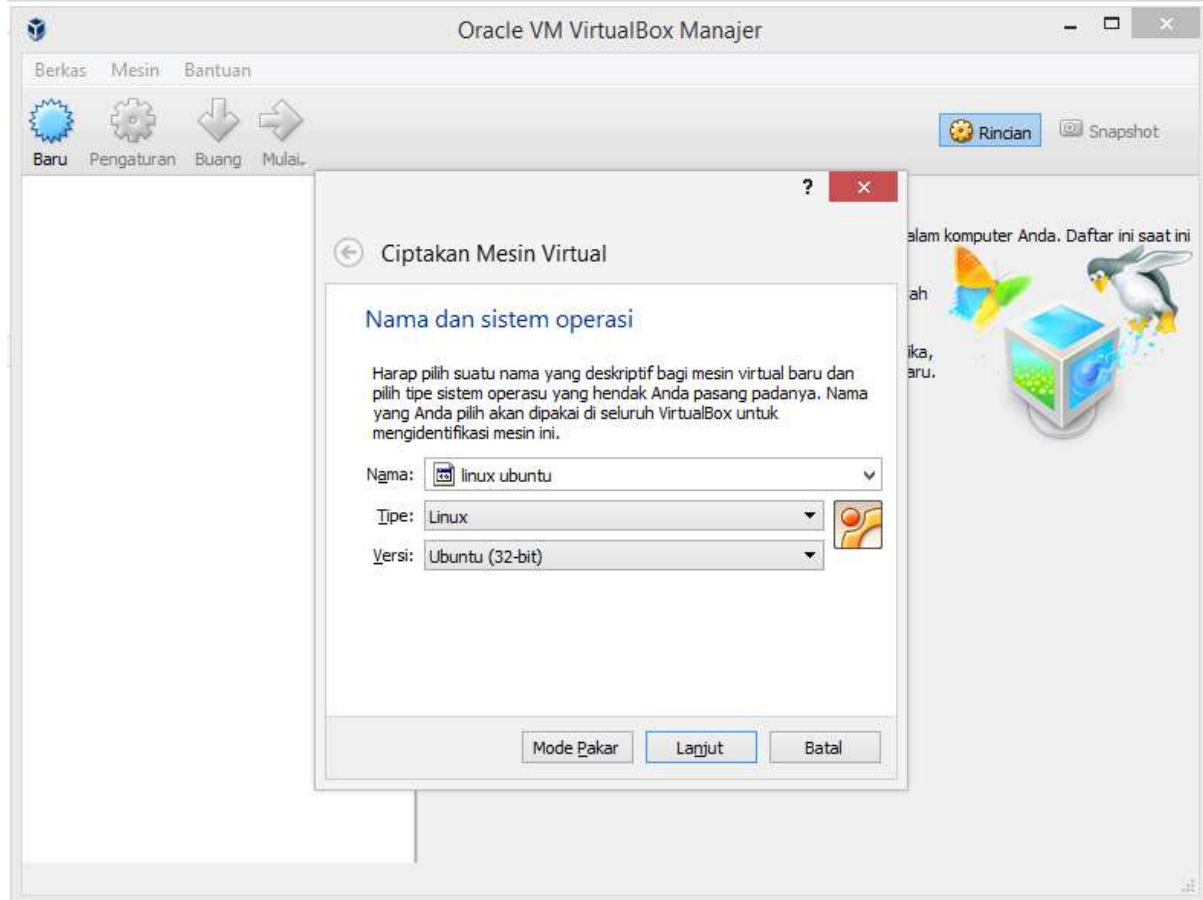 Oracle VM VirtualBox Manajer
Berkas Mesin Bantuan
Baru Pengaturan Buang Mulai
Rincian Snapshot
?
Ciptakan Mesin Virtual
alam komputer Anda. Daftar ini saat ini
ah
ika,
aru.
Nama dan sistem operasi
Harap pilih suatu nama yang deskriptif bagi mesin virtual baru dan
pilih tipe sistem operasu yang hendak Anda pasang padanya. Nama
yang Anda pilih akan dipakai di seluruh VirtualBox untuk
mengidentifkasi mesin ini.
Nama: linux ubuntu
Tipe: Linux
Versi: Ubuntu (32-bit)
Mode Pakar Lanjut Batal